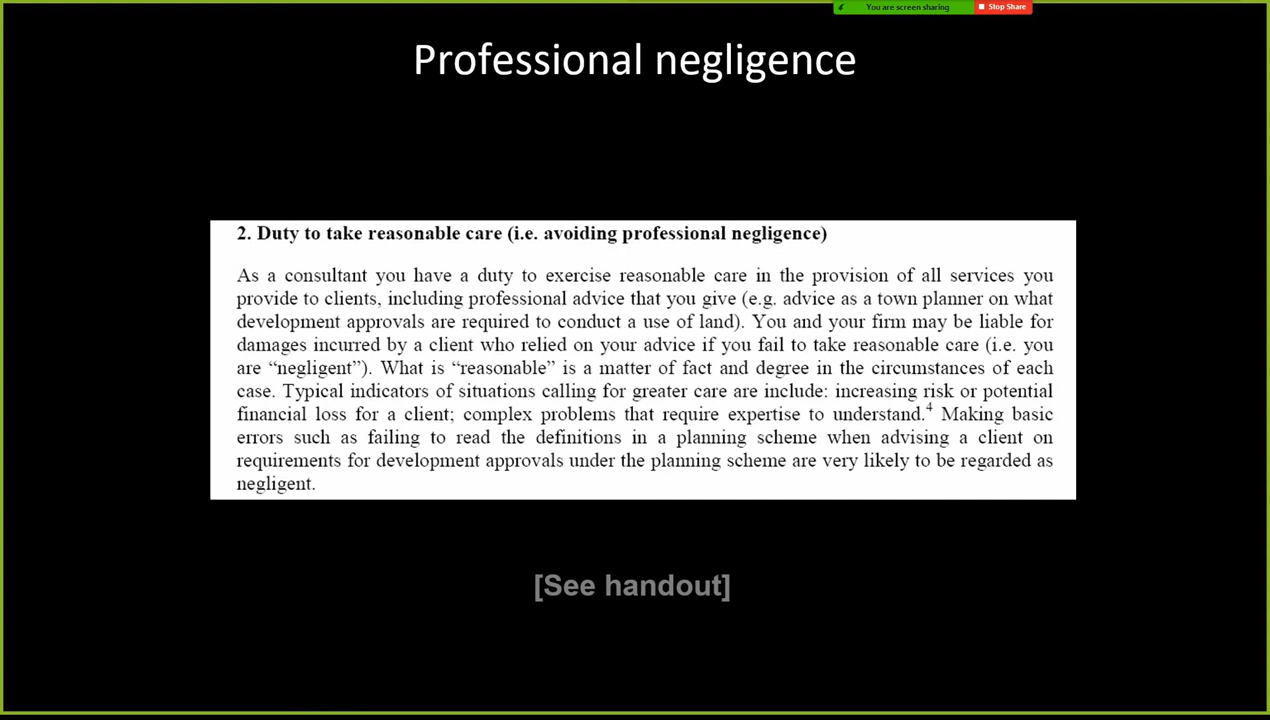 You are screen sharing
Stop Share
Professional negligence
2. Duty to take reasonable care (i.e. avoiding professional negligence)
As a consultant you have a duty to exercise reasonable care in the provision of all services you
provide to clients, including professional advice that you give (e.g. advice as a town planner on what
development approvals are required to conduct a use of land). You and your firm may be liable for
damages incurred by a client who relied on your advice if you fail to take reasonable care (i.e. you
are “negligent”). What is “reasonable” is a matter of fact and degree in the circumstances of each
case. Typical indicators of situations calling for greater care are include: increasing risk or potential
financial loss for a client; complex problems that require expertise to understand.4 Making basic
errors such as failing to read the definitions in a planning scheme when advising a client on
requirements for development approvals under the planning scheme are very likely to be regarded as
negligent.
[See handout]